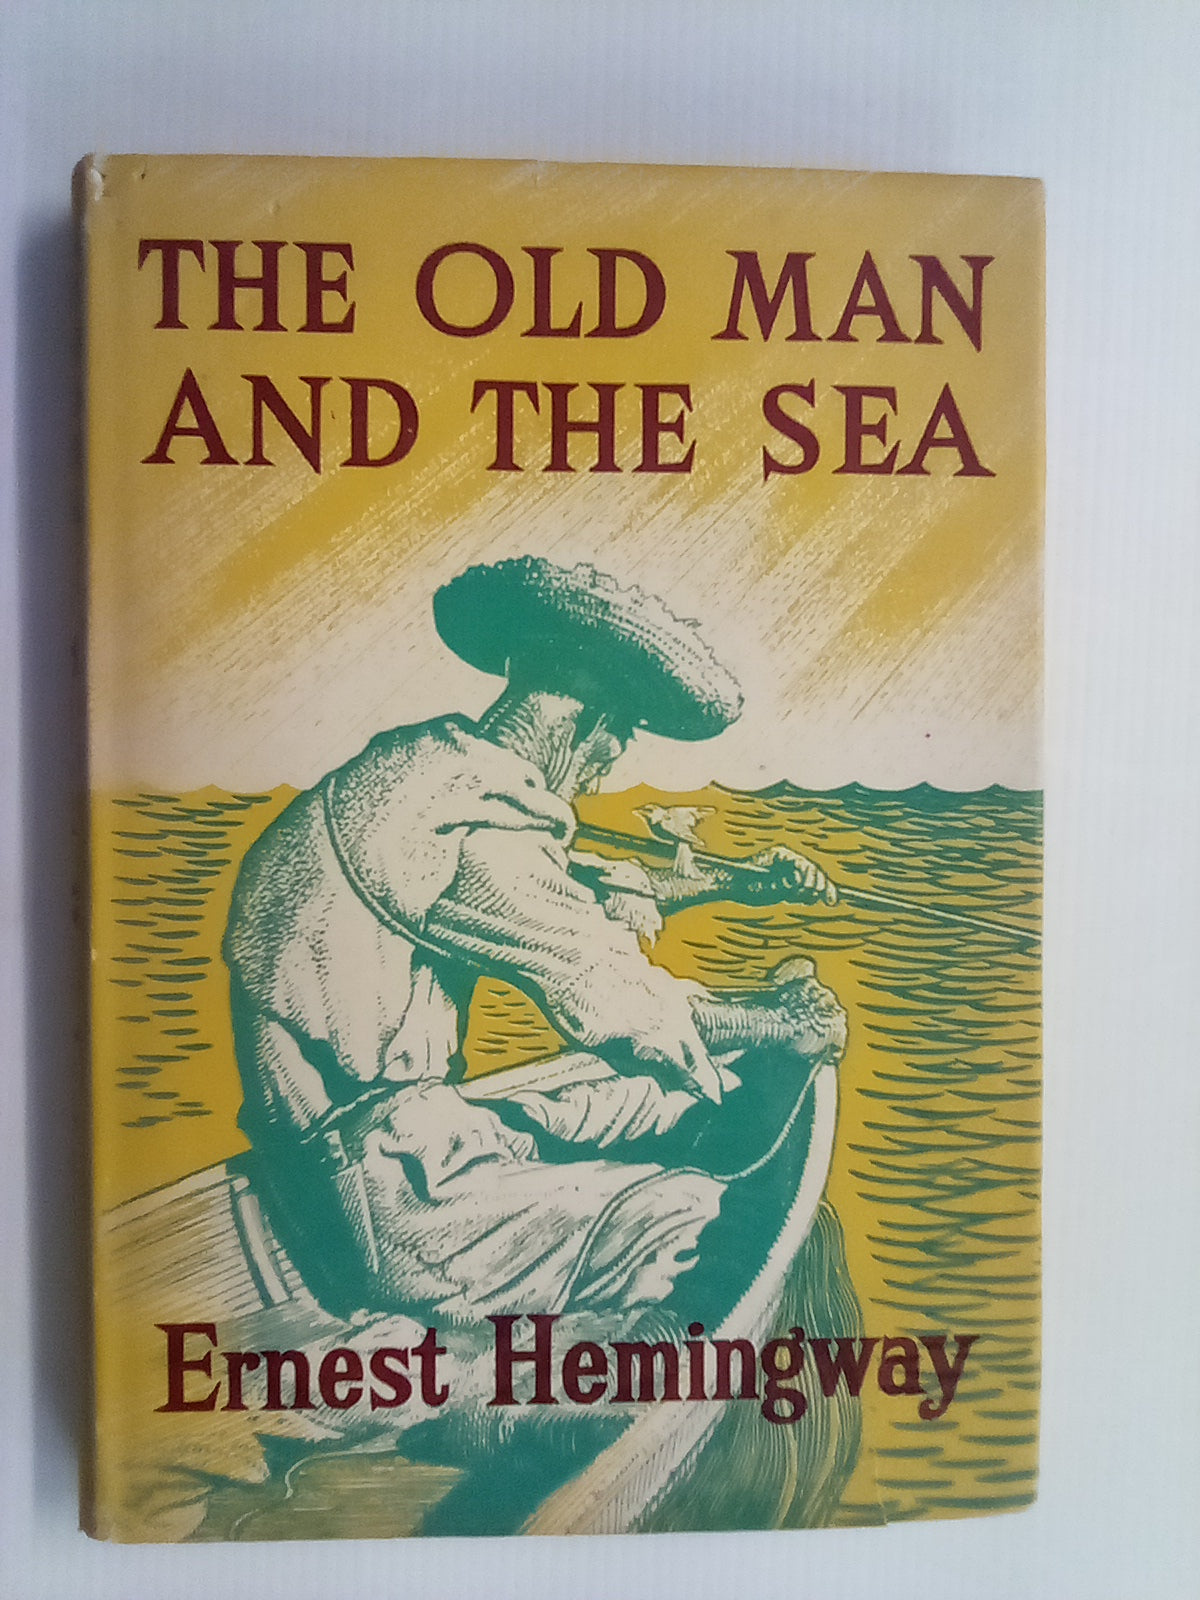 THE OLD MAN
AND THE SEA
Ernest Hemingway